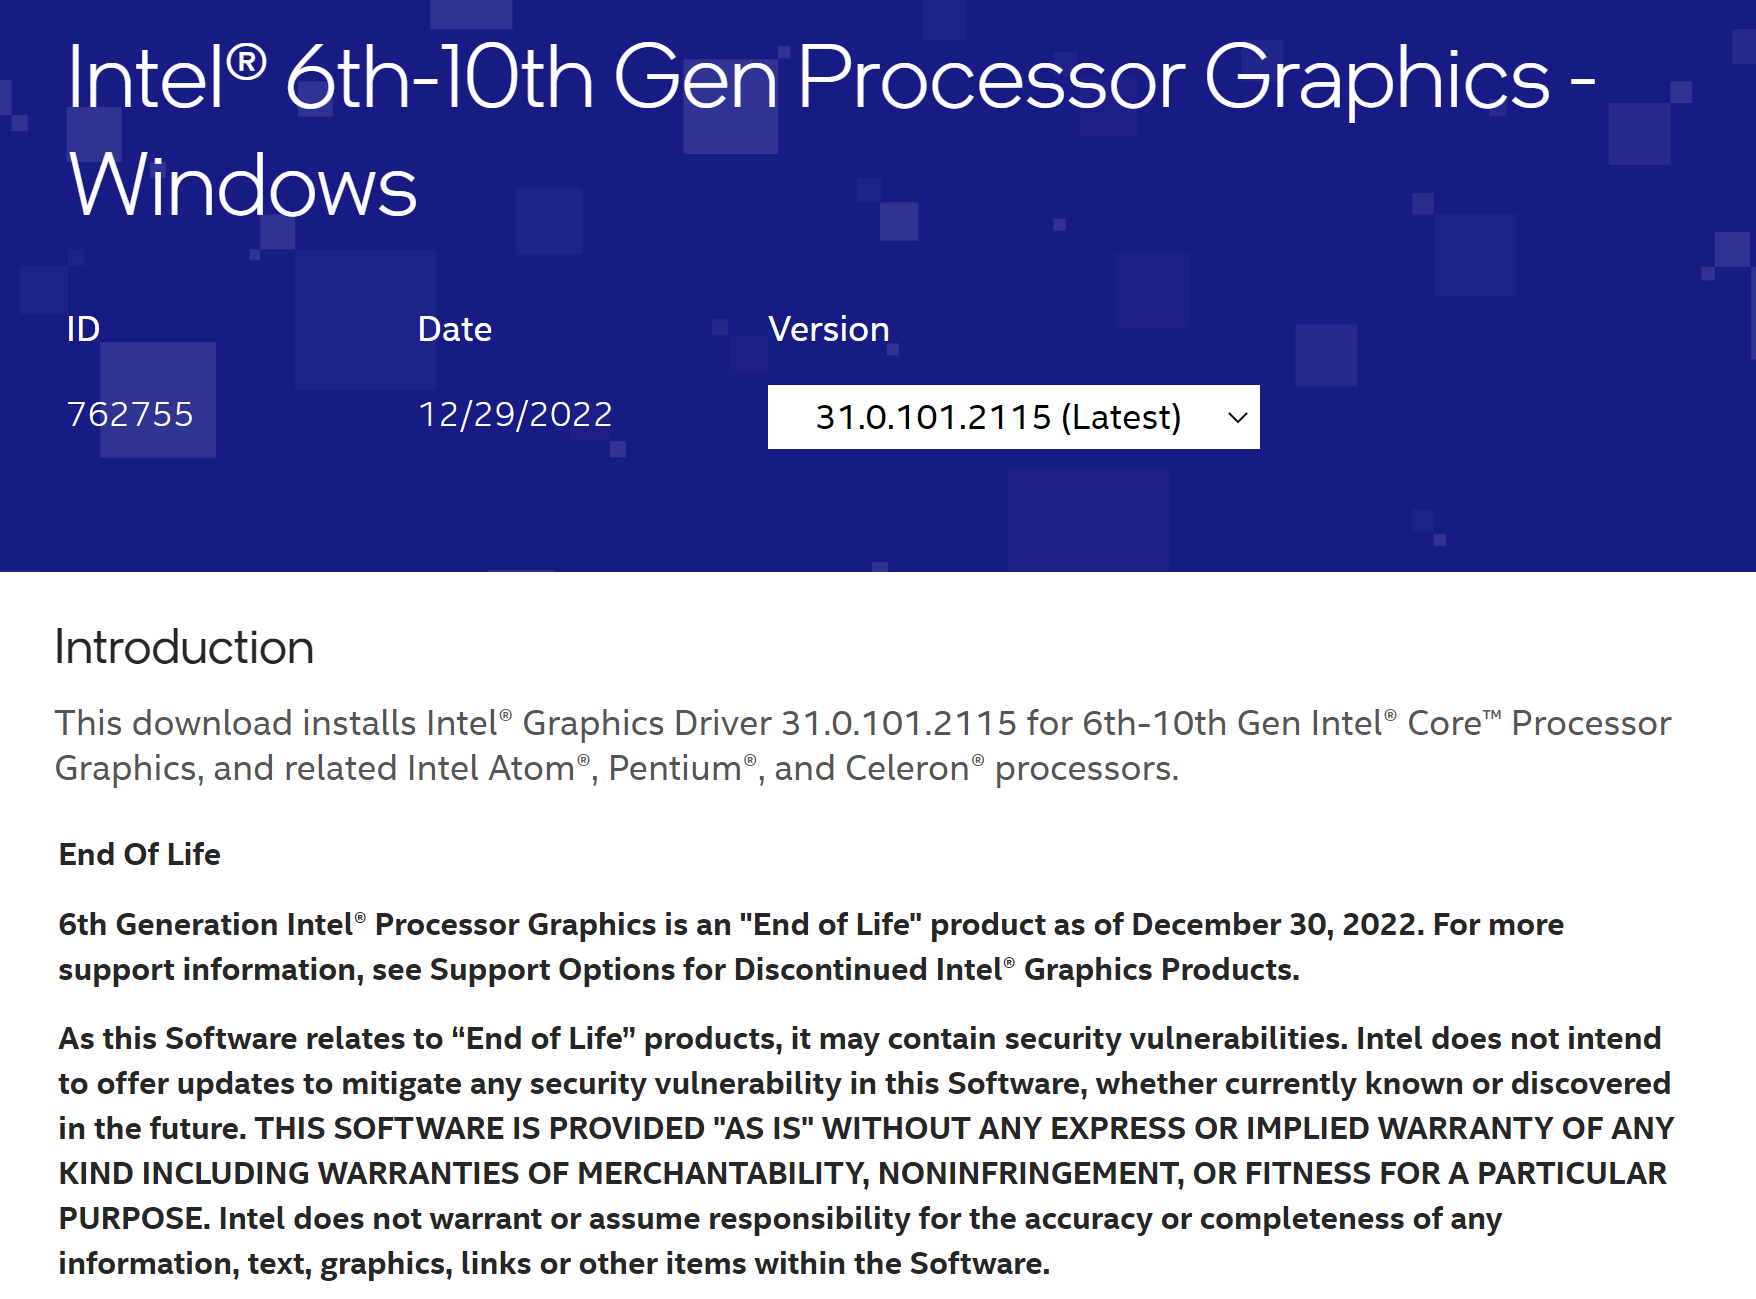 Intel® 6th-10th Gen Processor Graphics -
Windows
ID
Date
Version
762755
12/29/2022
31.0.101.2115 (Latest)
Introduction
This download installs Intel® Graphics Driver 31.0.101.2115 for 6th-10th Gen Intel® Core™ Processor
Graphics, and related Intel Atom®, Pentium®, and Celeron® processors.
End Of Life
6th Generation Intel® Processor Graphics is an "End of Life" product as of December 30, 2022. For more
support information, see Support Options for Discontinued Intel® Graphics Products.
As this Software relates to “End of Life” products, it may contain security vulnerabilities. Intel does not intend
to offer updates to mitigate any security vulnerability in this Software, whether currently known or discovered
in the future. THIS SOFTWARE IS PROVIDED "AS IS" WITHOUT ANY EXPRESS OR IMPLIED WARRANTY OF ANY
KIND INCLUDING WARRANTIES OF MERCHANTABILITY, NONINFRINGEMENT, OR FITNESS FOR A PARTICULAR
PURPOSE. Intel does not warrant or assume responsibility for the accuracy or completeness of any
information, text, graphics, links or other items within the Software.